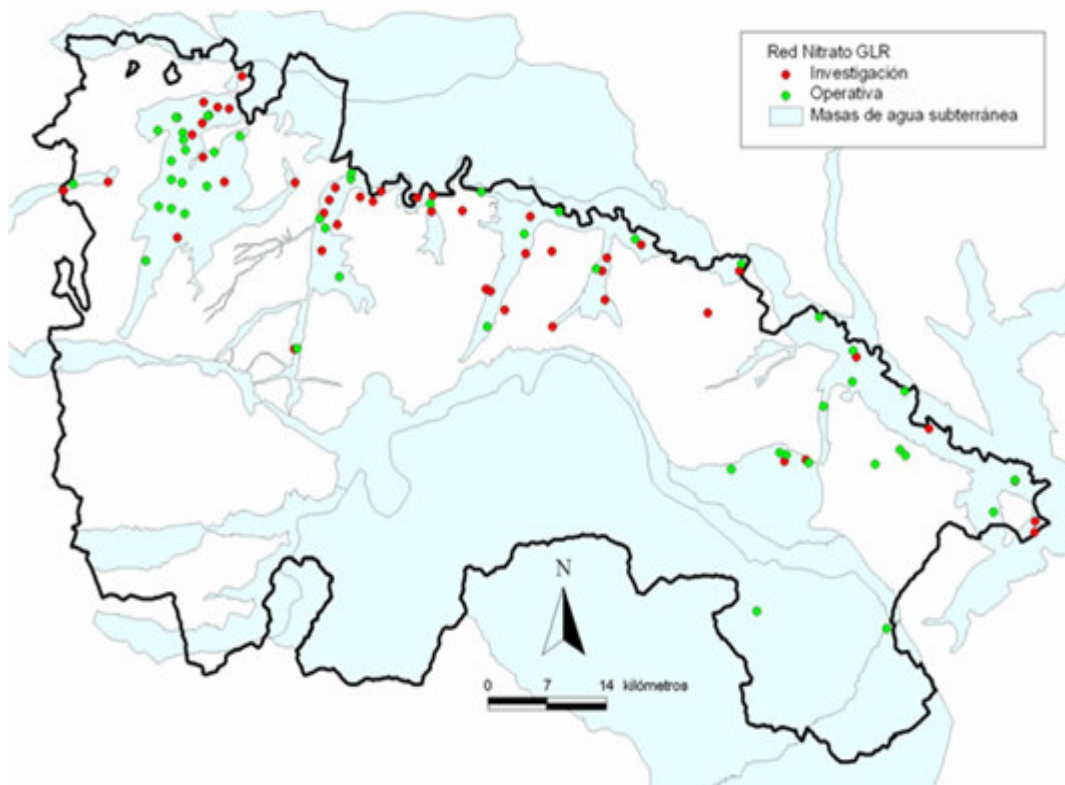 Red Nitrato GLR
Investigación
Operativa
Masas de agua subterránea
N
0 7 14 kilómetros